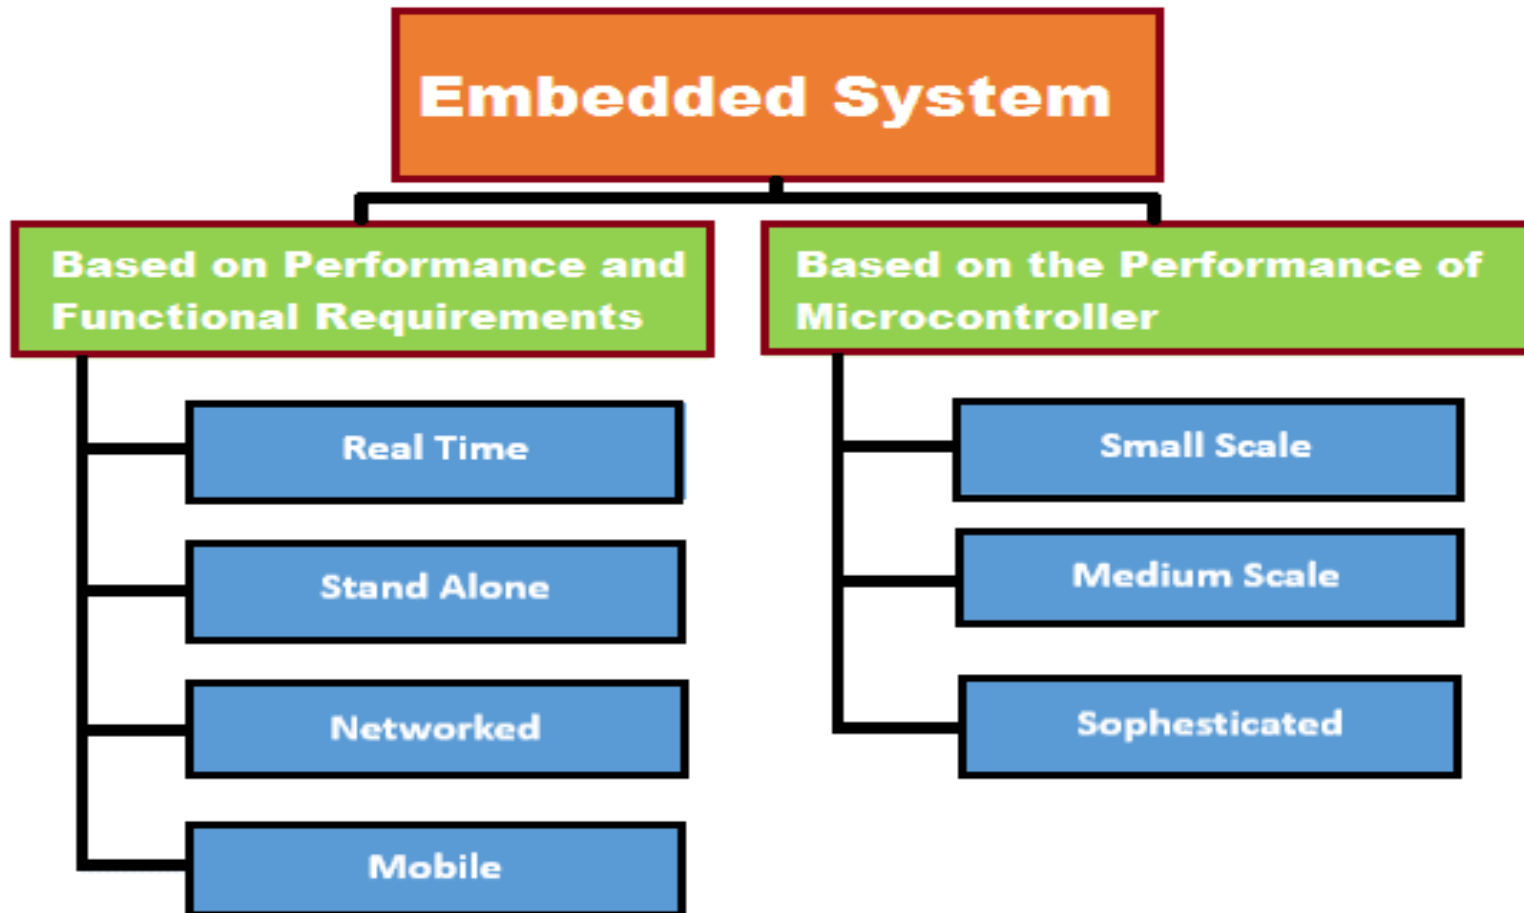 Embedded System
Based on Performance and
Functional Requirements
Real Time
Stand Alone
Networked
Mobile
Based on the Performance of
Microcontroller
Small Scale
Medium Scale
Sophesticated